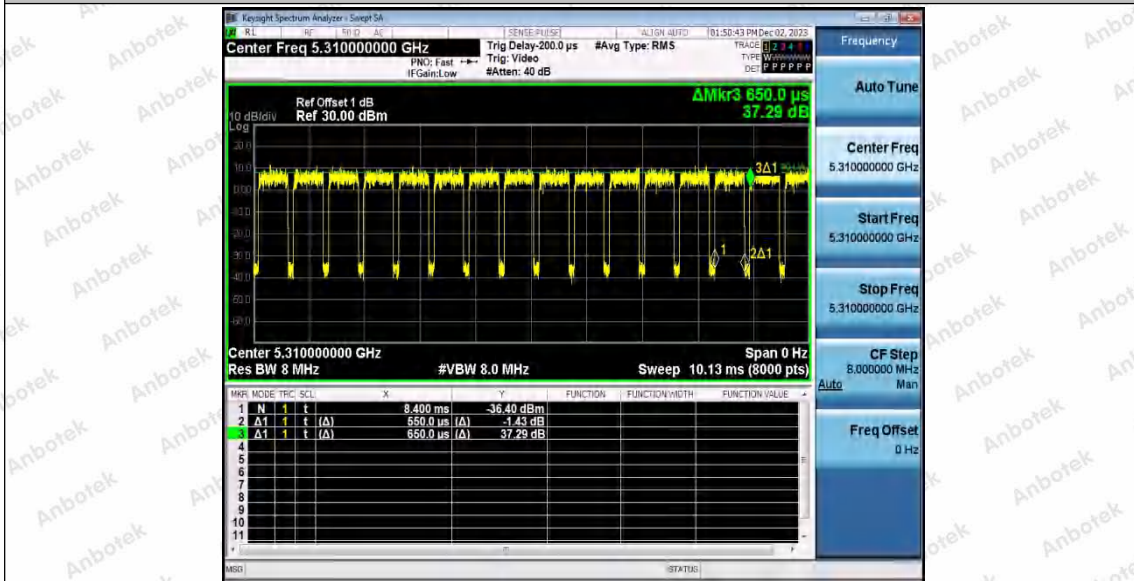 Keysight Spectrum Analyzer - Swept SA
RL RF 50 Ω AC SENSE:PULSE ALIGN AUTO 01:50:43 PM Dec 02, 2023
Center Freq 5.310000000 GHz
PNO: Fast
IFGain:Low
Trig Delay-200.0 µs
Trig: Video
#Atten: 40 dB
#Avg Type: RMS
TRACE 1 2 3 4 5 6
TYPE
DET P P P P P P
Frequency
Auto Tune
Center Freq
5.310000000 GHz
Start Freq
5.310000000 GHz
Stop Freq
5.310000000 GHz
CF Step
8.000000 MHz
Auto Man
Freq Offset
0 Hz
ΔMkr3 650.0 µs
37.29 dB
Ref Offset 1 dB
10 dB/div Ref 30.00 dBm
Log
20.0
10.0
0.00
3Δ1
1
2Δ1
Center 5.310000000 GHz Span 0 Hz
Res BW 8 MHz #VBW 8.0 MHz Sweep 10.13 ms (8000 pts)
MKR MODE TRC SCL X Y FUNCTION FUNCTION WIDTH FUNCTION VALUE
1 N 1 t 8.400 ms -36.40 dBm
2 Δ1 1 t (Δ) 550.0 µs (Δ) -1.43 dB
3 Δ1 1 t (Δ) 650.0 µs (Δ) 37.29 dB
4
5
6
7
8
9
10
11
MSG STATUS
Anbotek